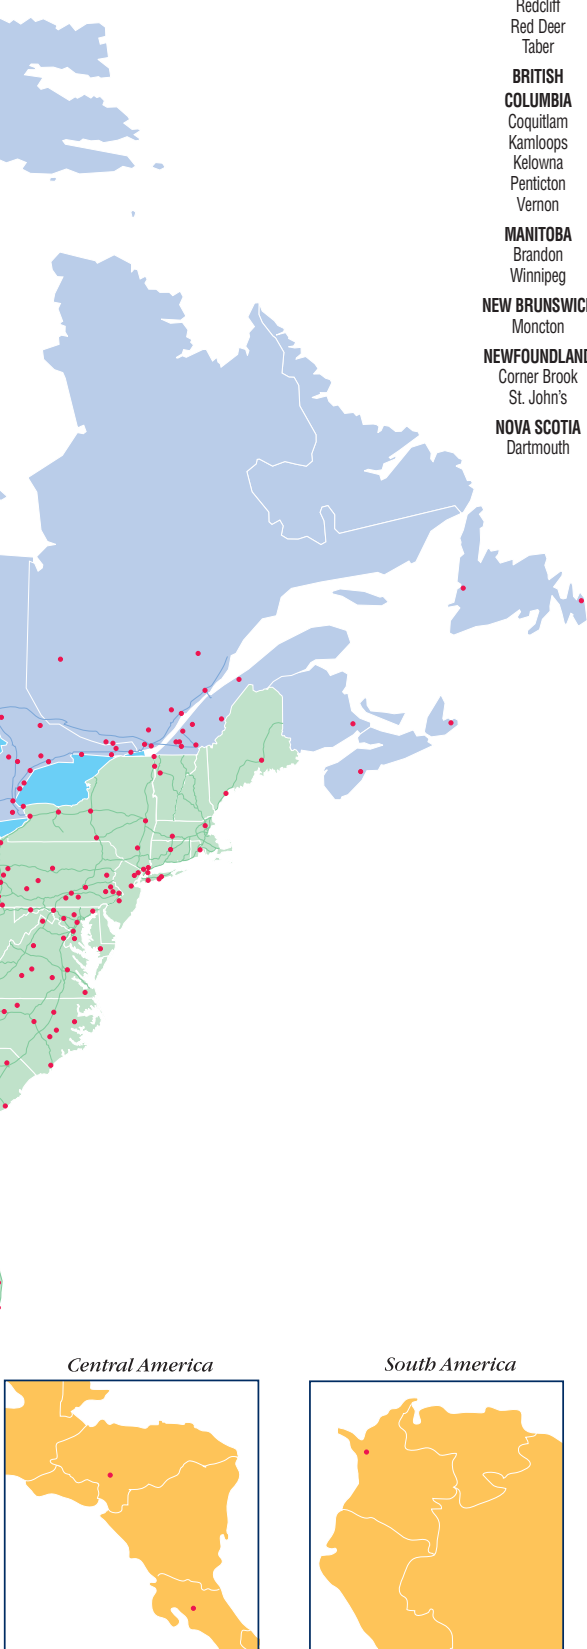 Redcliff
Red Deer
Taber
BRITISH
COLUMBIA
Coquitlam
Kamloops
Kelowna
Penticton
Vernon
MANITOBA
Brandon
Winnipeg
NEW BRUNSWICK
Moncton
NEWFOUNDLAND
Corner Brook
St. John's
NOVA SCOTIA
Dartmouth
Central America
South America